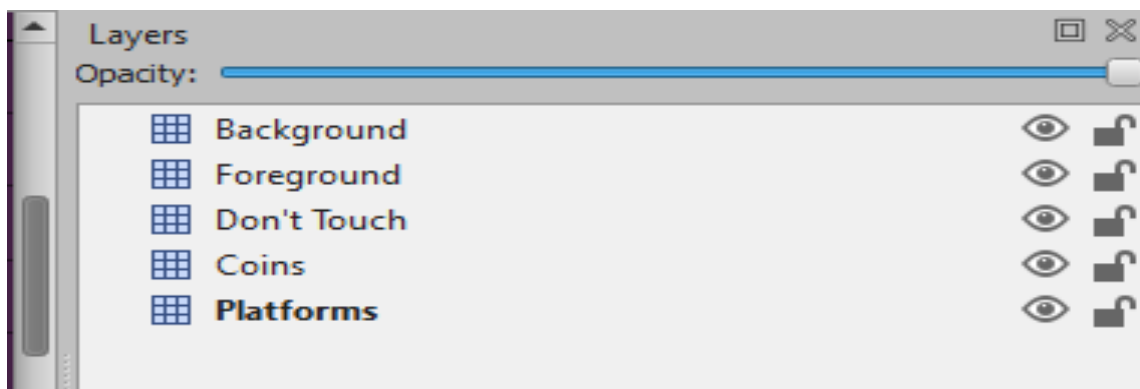 Layers
Opacity:
Background
Foreground
Don't Touch
Coins
Platforms